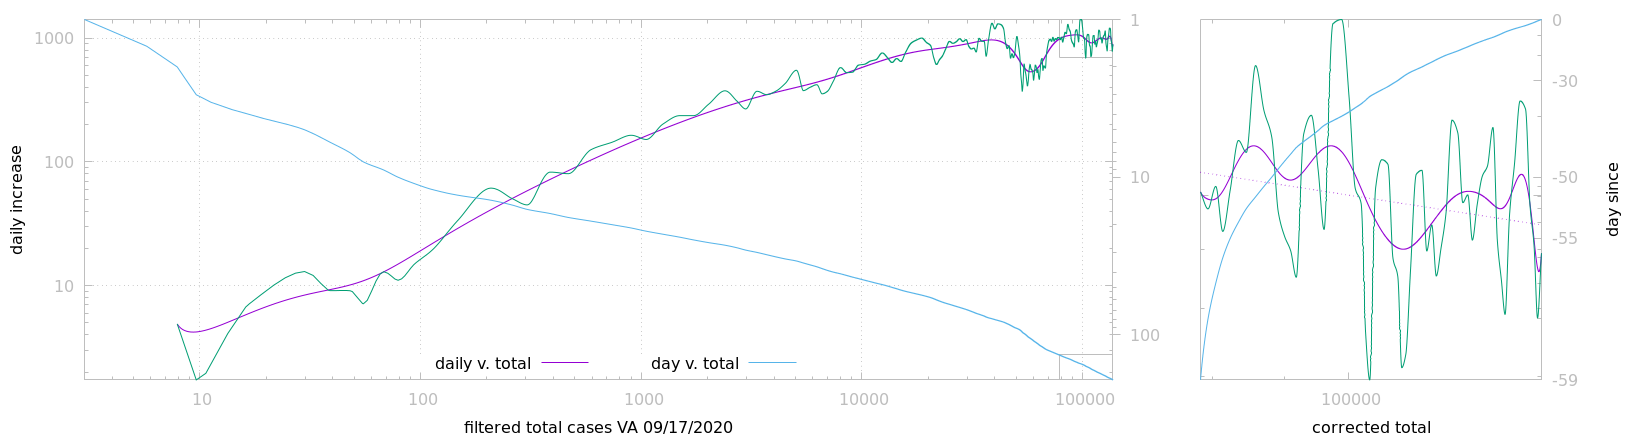 1000
100
10
daily increase
1
10
100
daily v. total
day v. total
10
100
1000
10000
100000
filtered total cases VA 09/17/2020
0
-30
-50
-55
-59
day since
100000
corrected total